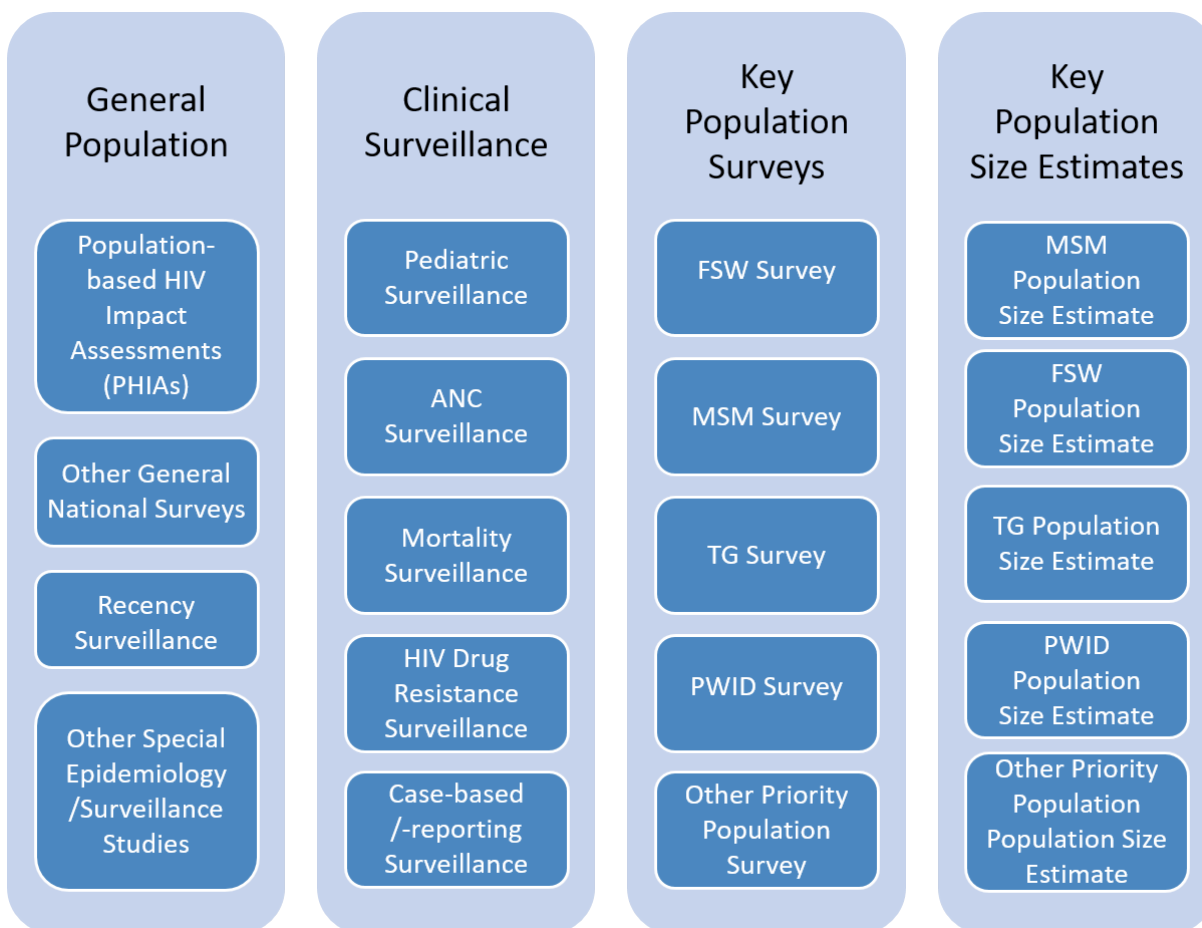 General
Population
Population-
based HIV
Impact
Assessments
(PHIAs)
Other General
National Surveys
Recency
Surveillance
Other Special
Epidemiology
/Surveillance
Studies
Clinical
Surveillance
Pediatric
Surveillance
ANC
Surveillance
Mortality
Surveillance
HIV Drug
Resistance
Surveillance
Case-based
/-reporting
Surveillance
Key
Population
Surveys
FSW Survey
MSM Survey
TG Survey
PWID Survey
Other Priority
Population
Survey
Key
Population
Size Estimates
MSM
Population
Size Estimate
FSW
Population
Size Estimate
TG Population
Size Estimate
PWID
Population
Size Estimate
Other Priority
Population
Population Size
Estimate